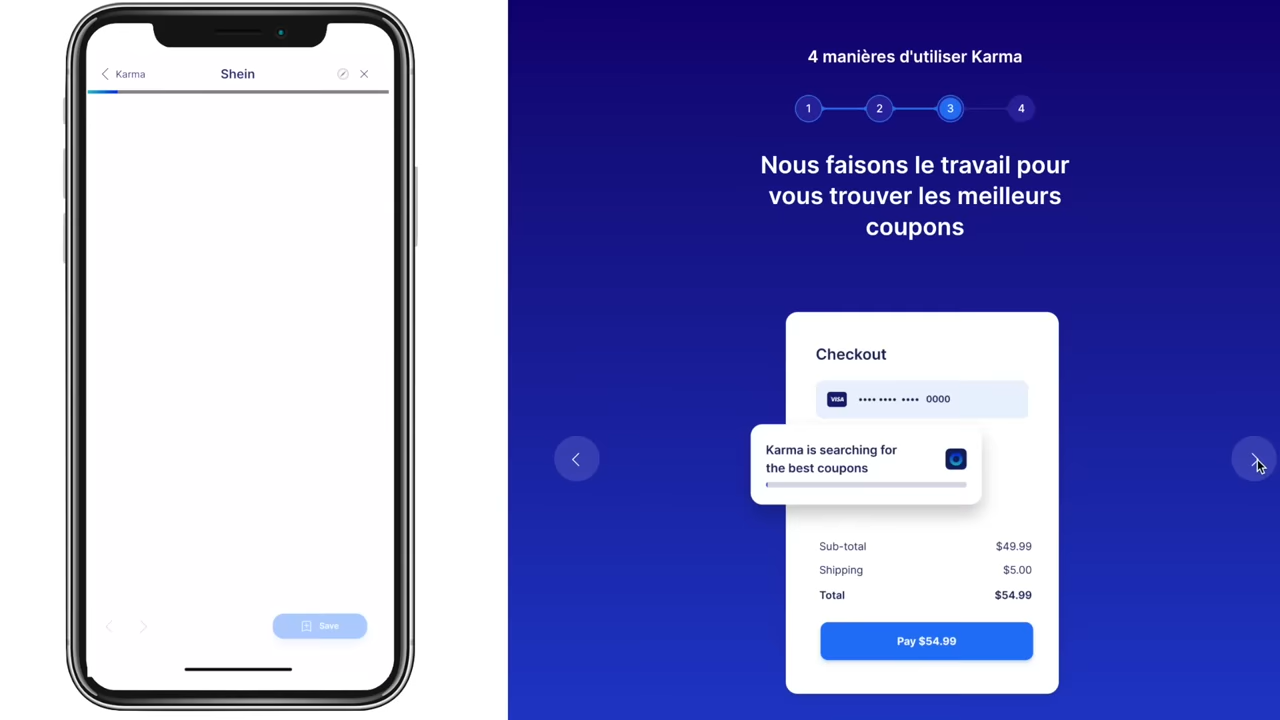 Karma
Shein
Save
4 manières d'utiliser Karma
1 2 3 4
Nous faisons le travail pour
vous trouver les meilleurs
coupons
Checkout
VISA •••• •••• •••• 0000
Karma is searching for
the best coupons
Sub-total $49.99
Shipping $5.00
Total $54.99
Pay $54.99